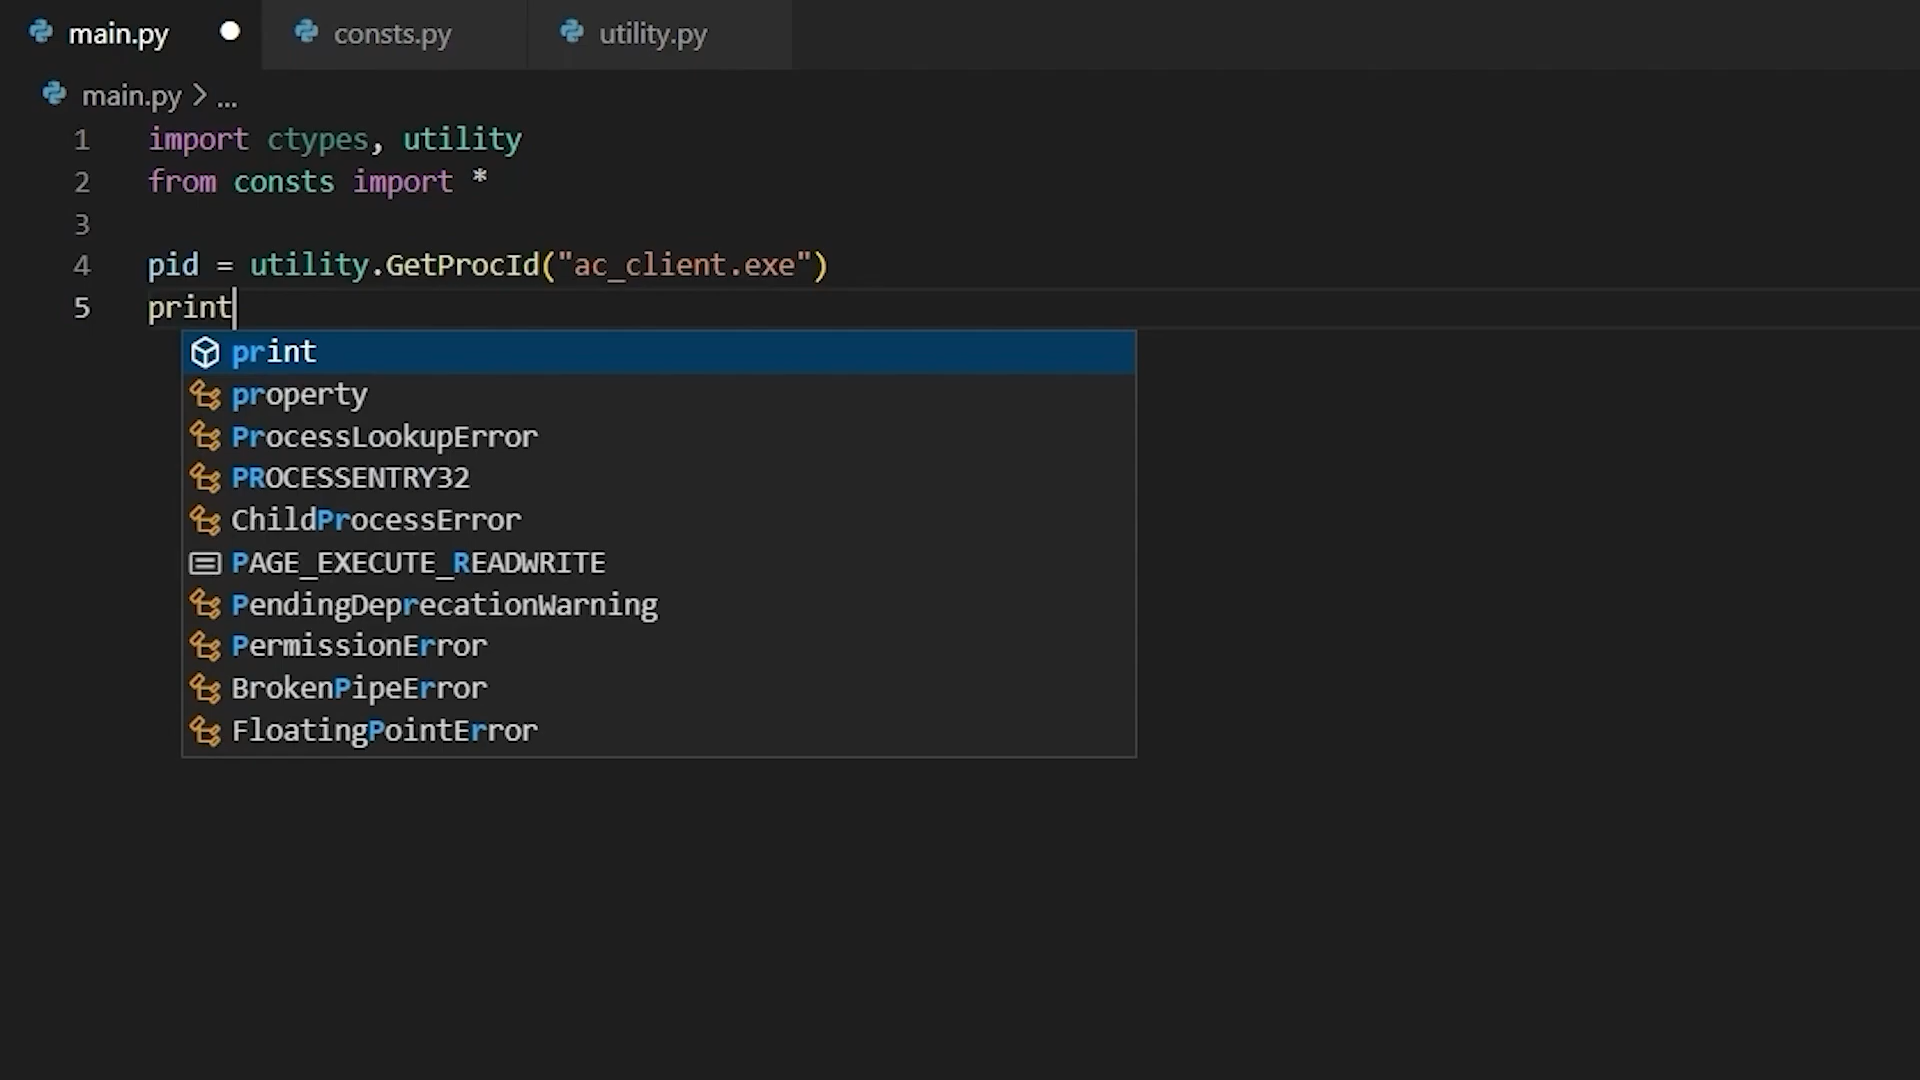 main.py consts.py utility.py
main.py > ...
1 import ctypes, utility
2 from consts import *
3
4 pid = utility.GetProcId("ac_client.exe")
5 print
print
property
ProcessLookupError
PROCESSENTRY32
ChildProcessError
PAGE_EXECUTE_READWRITE
PendingDeprecationWarning
PermissionError
BrokenPipeError
FloatingPointError